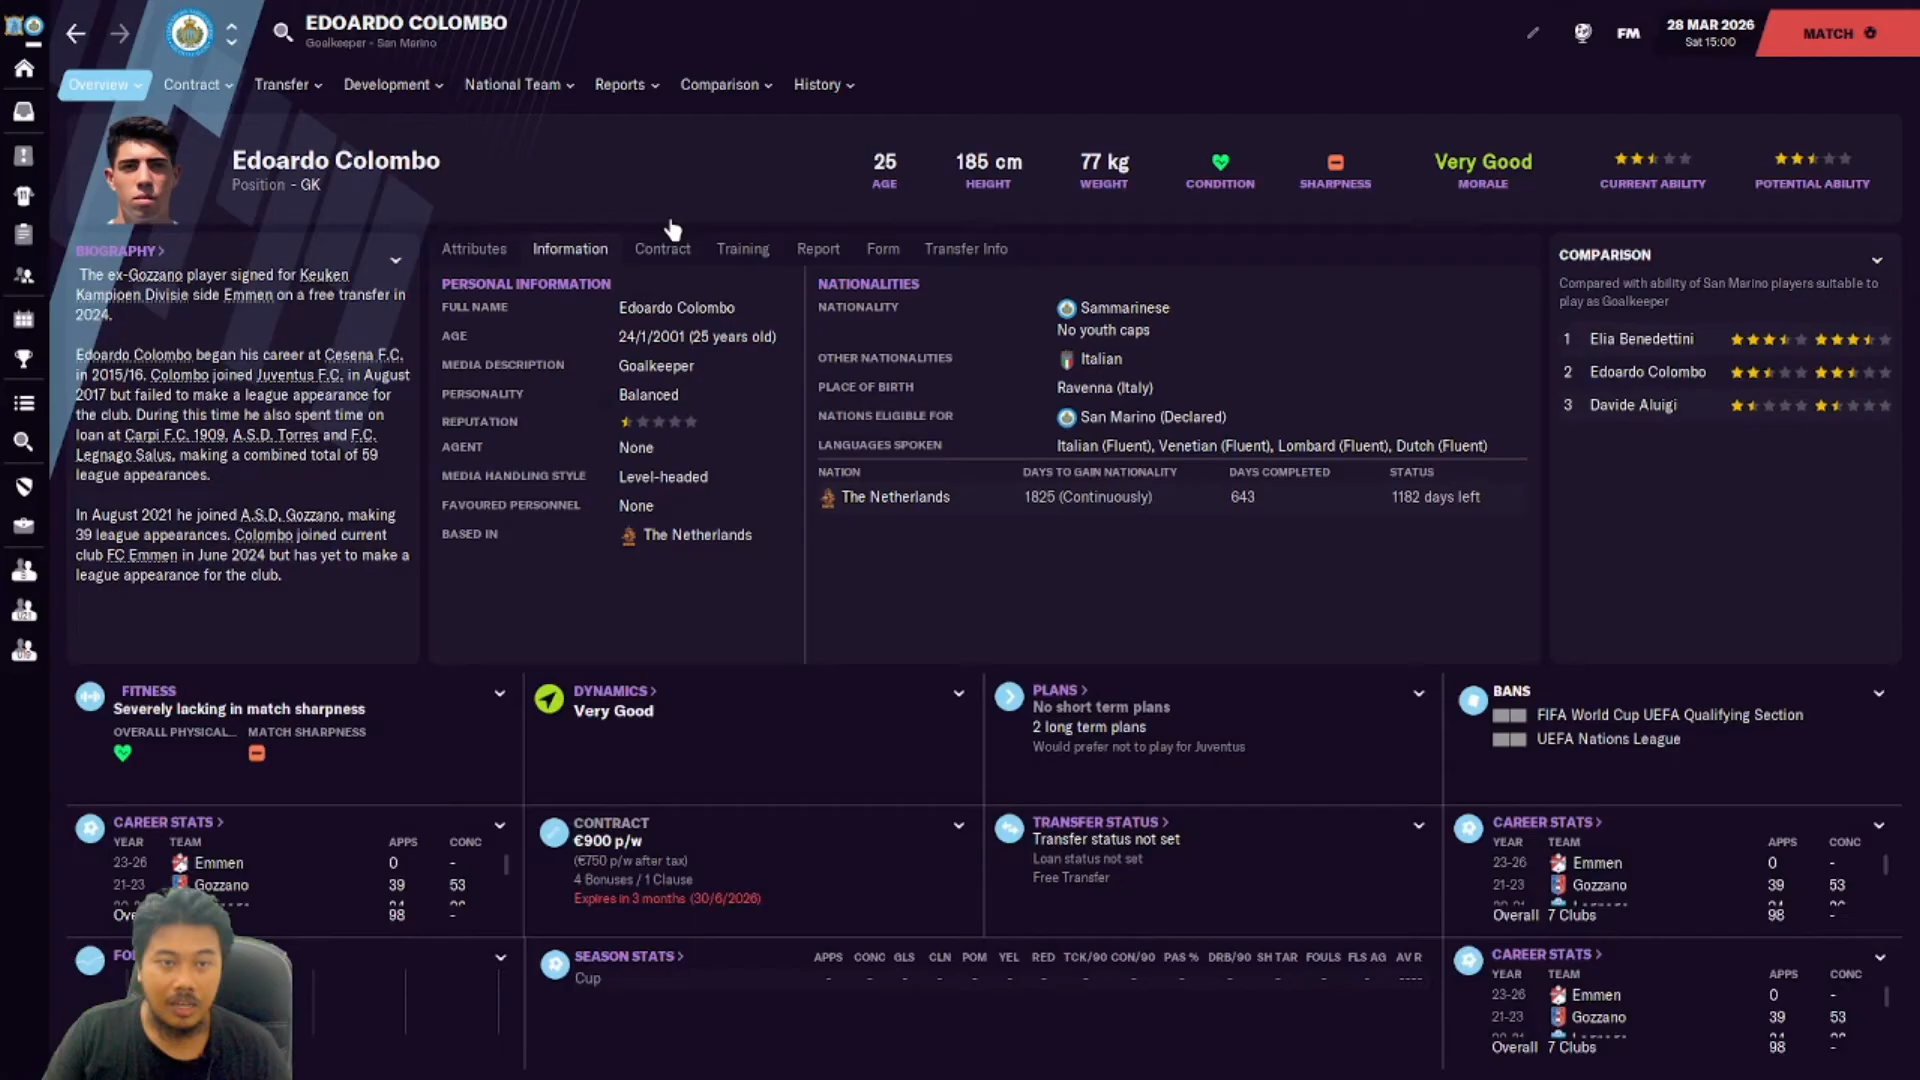 EDOARDO COLOMBO
Goalkeeper - San Marino
FM
28 MAR 2026
Sat 15:00
MATCH
Overview
Contract
Transfer
Development
National Team
Reports
Comparison
History
Edoardo Colombo
Position - GK
25
AGE
185 cm
HEIGHT
77 kg
WEIGHT
CONDITION
SHARPNESS
Very Good
MORALE
CURRENT ABILITY
POTENTIAL ABILITY
BIOGRAPHY >
The ex-Gozzano player signed for Keuken
Kampioen Divisie side Emmen on a free transfer in
2024.
Edoardo Colombo began his career at Cesena F.C.
in 2015/16. Colombo joined Juventus F.C. in August
2017 but failed to make a league appearance for
the club. During this time he also spent time on
loan at Carpi F.C. 1909, A.S.D. Torres and F.C.
Legnago Salus, making a combined total of 59
league appearances.
In August 2021 he joined A.S.D. Gozzano, making
39 league appearances. Colombo joined current
club FC Emmen in June 2024 but has yet to make a
league appearance for the club.
Attributes
Information
Contract
Training
Report
Form
Transfer Info
PERSONAL INFORMATION
FULL NAME Edoardo Colombo
AGE 24/1/2001 (25 years old)
MEDIA DESCRIPTION Goalkeeper
PERSONALITY Balanced
REPUTATION
AGENT None
MEDIA HANDLING STYLE Level-headed
FAVOURED PERSONNEL None
BASED IN The Netherlands
NATIONALITIES
NATIONALITY Sammarinese
No youth caps
OTHER NATIONALITIES Italian
PLACE OF BIRTH Ravenna (Italy)
NATIONS ELIGIBLE FOR San Marino (Declared)
LANGUAGES SPOKEN Italian (Fluent), Venetian (Fluent), Lombard (Fluent), Dutch (Fluent)
NATION DAYS TO GAIN NATIONALITY DAYS COMPLETED STATUS
The Netherlands 1825 (Continuously) 643 1182 days left
COMPARISON
Compared with ability of San Marino players suitable to
play as Goalkeeper
1 Elia Benedettini
2 Edoardo Colombo
3 Davide Aluigi
FITNESS
Severely lacking in match sharpness
OVERALL PHYSICAL... MATCH SHARPNESS
DYNAMICS >
Very Good
PLANS >
No short term plans
2 long term plans
Would prefer not to play for Juventus
BANS
FIFA World Cup UEFA Qualifying Section
UEFA Nations League
CAREER STATS >
YEAR TEAM APPS CONC
23-26 Emmen 0 -
21-23 Gozzano 39 53
98 -
CONTRACT
€900 p/w
(€750 p/w after tax)
4 Bonuses / 1 Clause
Expires in 3 months (30/6/2026)
TRANSFER STATUS >
Transfer status not set
Loan status not set
Free Transfer
CAREER STATS >
YEAR TEAM APPS CONC
23-26 Emmen 0 -
21-23 Gozzano 39 53
Overall 7 Clubs 98 -
SEASON STATS >
APPS CONC GLS CLN POM YEL RED TCK/90 CON/90 PAS % DRB/90 SH TAR FOULS FLS AG AV R
Cup - - - - - - - - - - - - - - ----
CAREER STATS >
YEAR TEAM APPS CONC
23-26 Emmen 0 -
21-23 Gozzano 39 53
Overall 7 Clubs 98 -